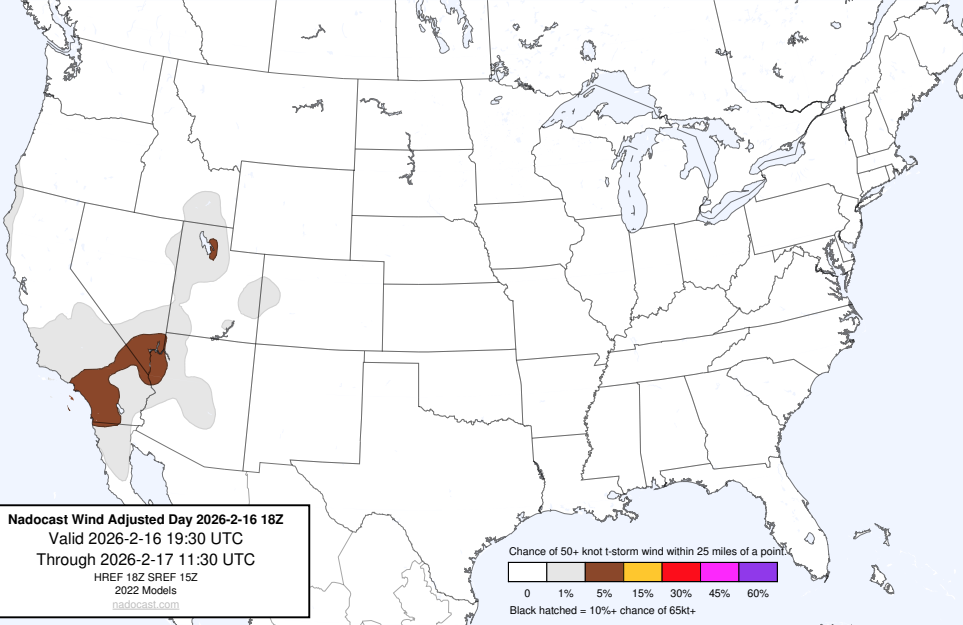 Nadocast Wind Adjusted Day 2026-2-16 18Z
Valid 2026-2-16 19:30 UTC
Through 2026-2-17 11:30 UTC
HREF 18Z SREF 15Z
2022 Models
nadocast.com
Chance of 50+ knot t-storm wind within 25 miles of a point.
0 1% 5% 15% 30% 45% 60%
Black hatched = 10%+ chance of 65kt+